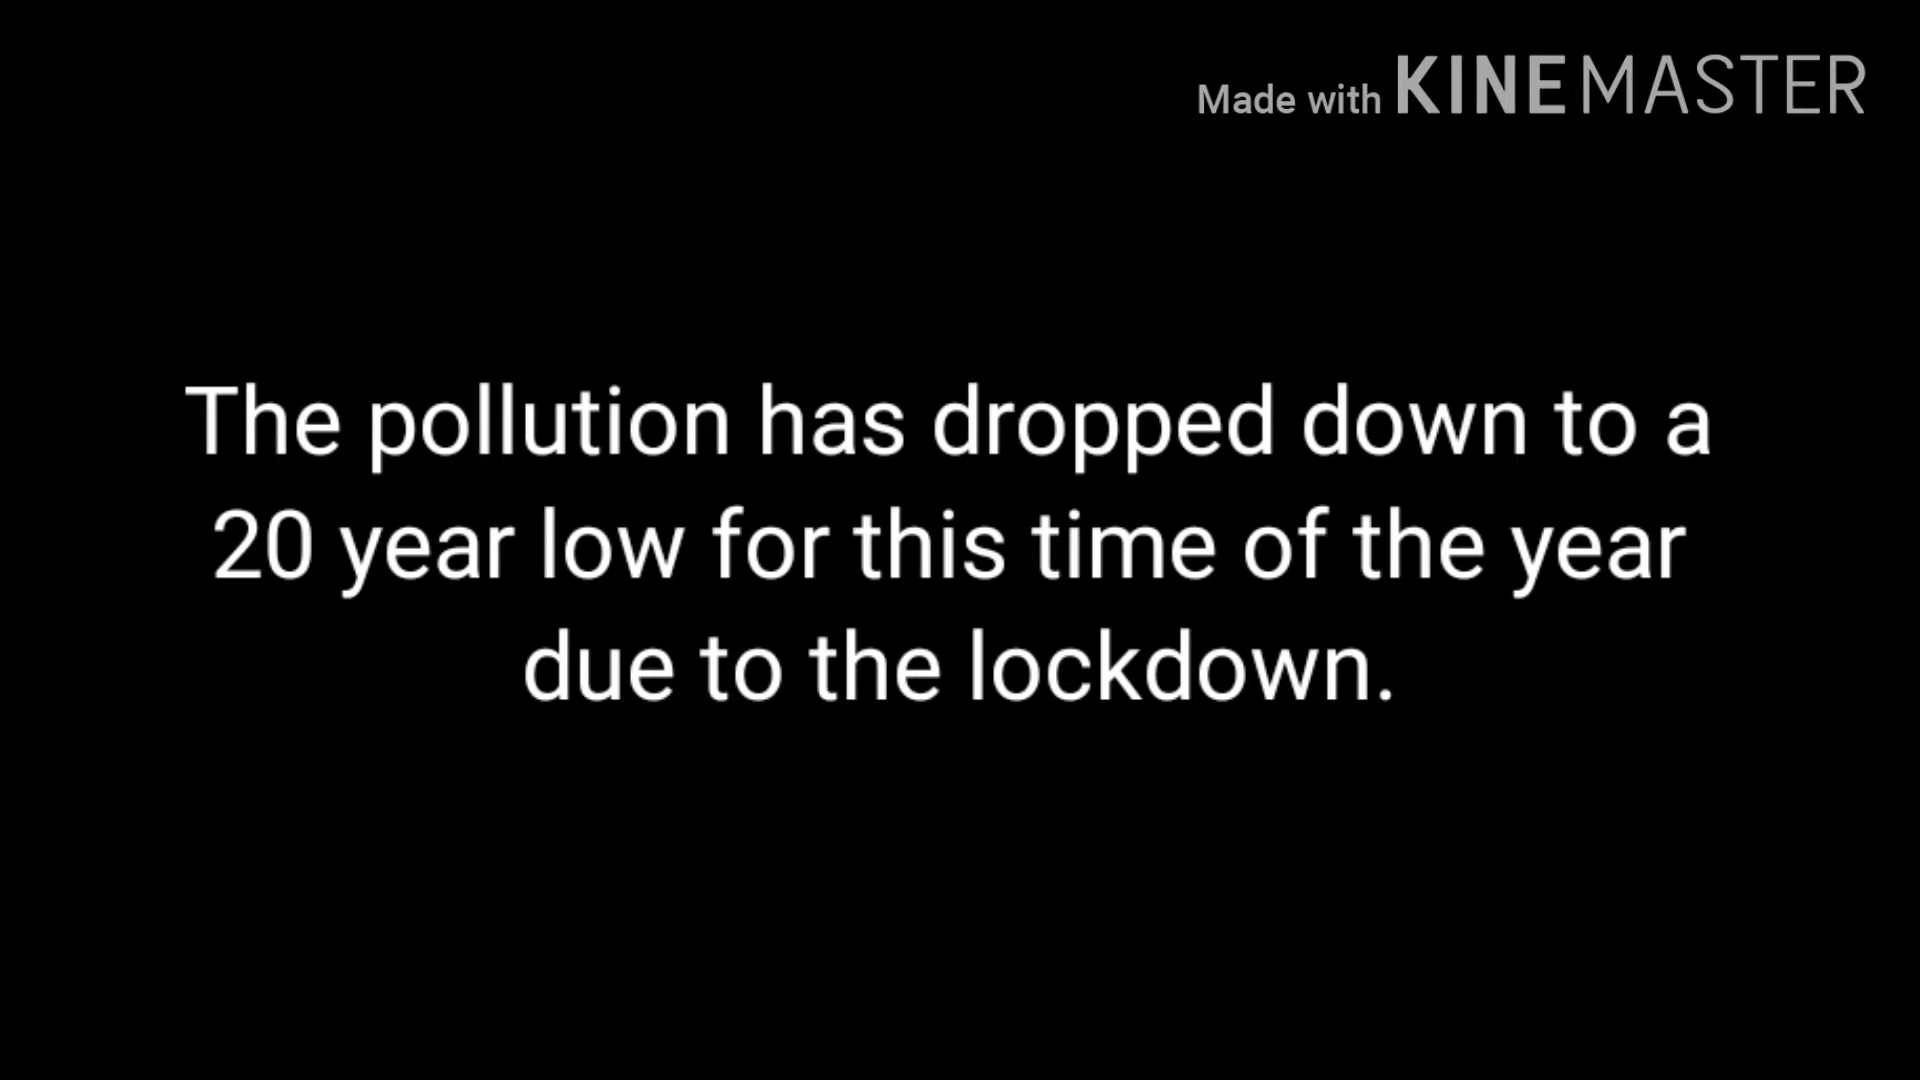 Made with KINEMASTER
The pollution has dropped down to a
20 year low for this time of the year
due to the lockdown.